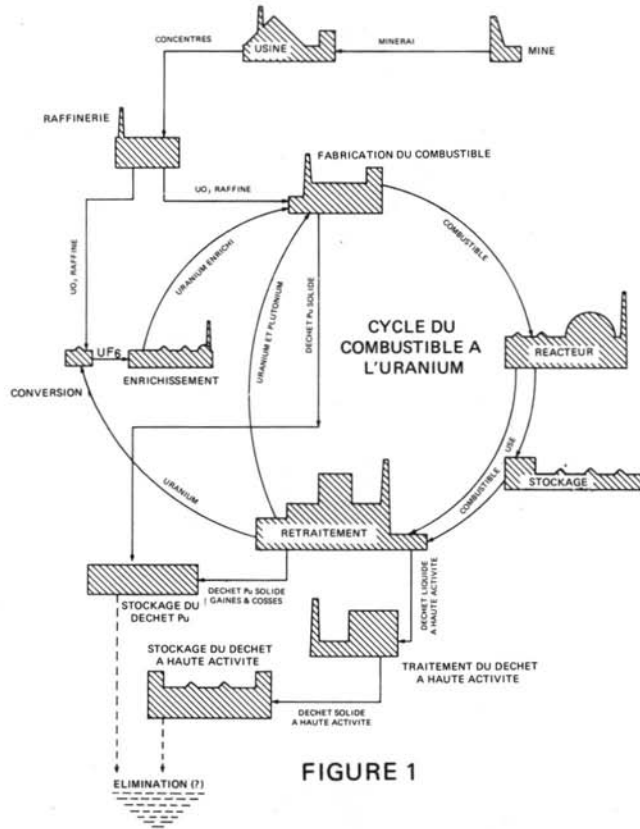 CONCENTRÉS
USINE
MINERAI
MINE
RAFFINERIE
FABRICATION DU COMBUSTIBLE
UO₃ RAFFINE
UO₃ RAFFINE
URANIUM ENRICHI
URANIUM ET PLUTONIUM
DECHET Pu SOLIDE
COMBUSTIBLE
CYCLE DU
COMBUSTIBLE A
L'URANIUM
REACTEUR
UF6
ENRICHISSEMENT
CONVERSION
URANIUM
COMBUSTIBLE USE
STOCKAGE
RETRAITEMENT
DECHET Pu SOLIDE
GAINES & COSSES
STOCKAGE DU
DECHET Pu
DECHET LIQUIDE
A HAUTE ACTIVITE
STOCKAGE DU DECHET
A HAUTE ACTIVITE
TRAITEMENT DU DECHET
A HAUTE ACTIVITE
DECHET SOLIDE
A HAUTE ACTIVITE
ELIMINATION (?)
FIGURE 1